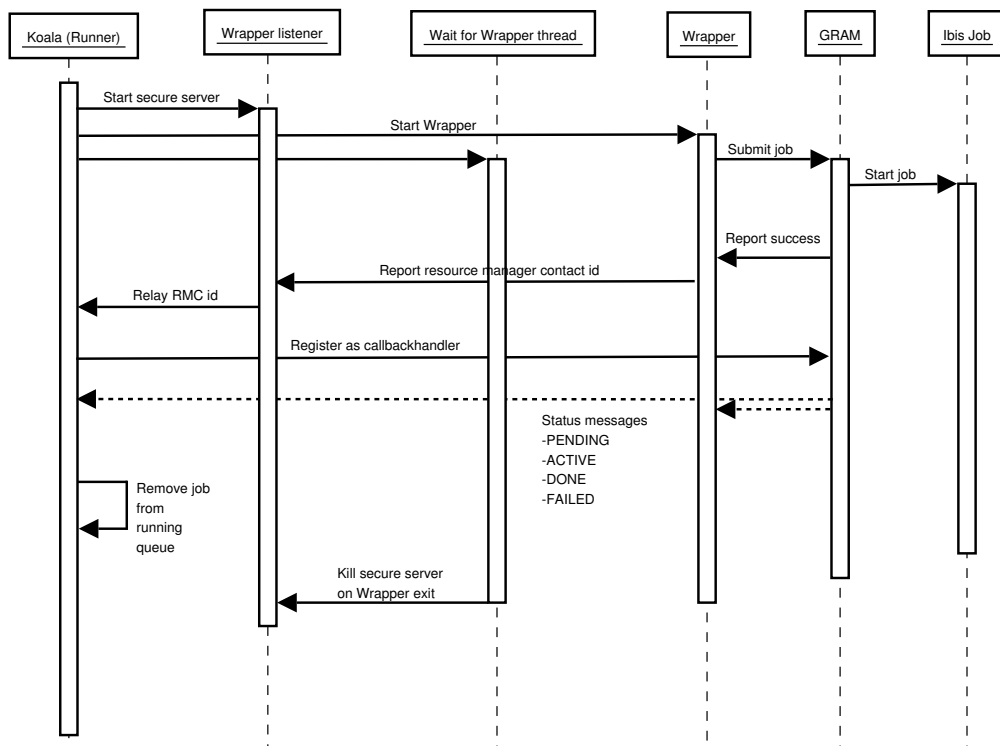 Koala (Runner)
Wrapper listener
Wait for Wrapper thread
Wrapper
GRAM
Ibis Job
Start secure server
Start Wrapper
Submit job
Start job
Report success
Report resource manager contact id
Relay RMC id
Register as callbackhandler
Status messages
-PENDING
-ACTIVE
-DONE
-FAILED
Remove job
from
running
queue
Kill secure server
on Wrapper exit